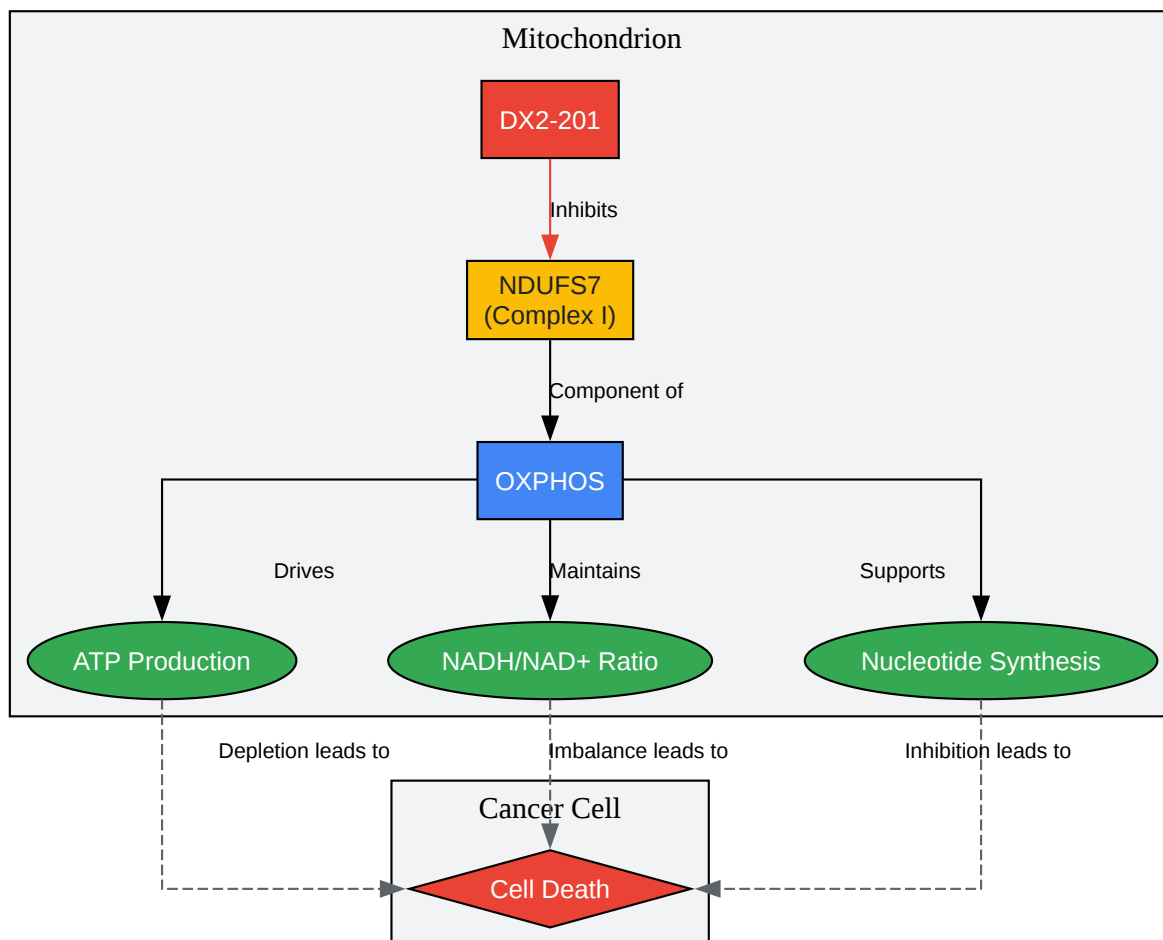 Mitochondrion
DX2-201
Inhibits
NDUFS7
(Complex I)
Component of
OXPHOS
Drives
Maintains
Supports
ATP Production
NADH/NAD+ Ratio
Nucleotide Synthesis
Depletion leads to
Imbalance leads to
Inhibition leads to
Cancer Cell
Cell Death